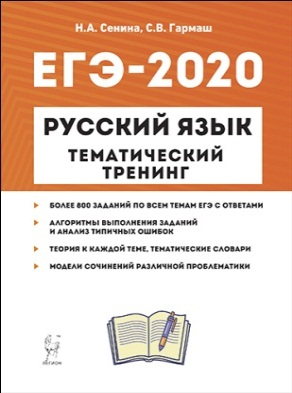 Н.А. Сенина, С.В. Гармаш
ЕГЭ-2020
РУССКИЙ ЯЗЫК
ТЕМАТИЧЕСКИЙ
ТРЕНИНГ
БОЛЕЕ 800 ЗАДАНИЙ ПО ВСЕМ ТЕМАМ ЕГЭ С ОТВЕТАМИ
АЛГОРИТМЫ ВЫПОЛНЕНИЯ ЗАДАНИЙ
И АНАЛИЗ ТИПИЧНЫХ ОШИБОК
ТЕОРИЯ К КАЖДОЙ ТЕМЕ, ТЕМАТИЧЕСКИЕ СЛОВАРИ
МОДЕЛИ СОЧИНЕНИЙ РАЗЛИЧНОЙ ПРОБЛЕМАТИКИ
ЛЕГИОН